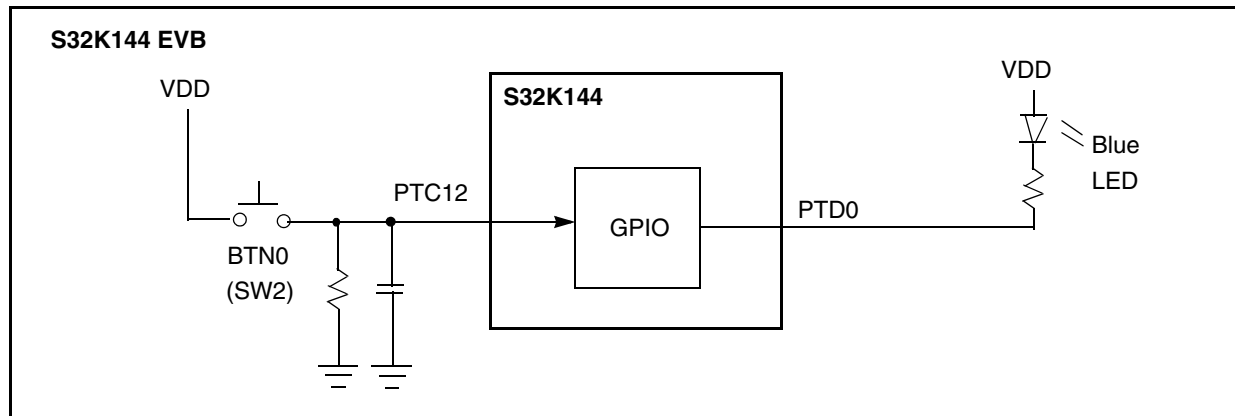 S32K144 EVB
VDD
S32K144
VDD
Blue
LED
PTC12
GPIO
PTD0
BTN0
(SW2)